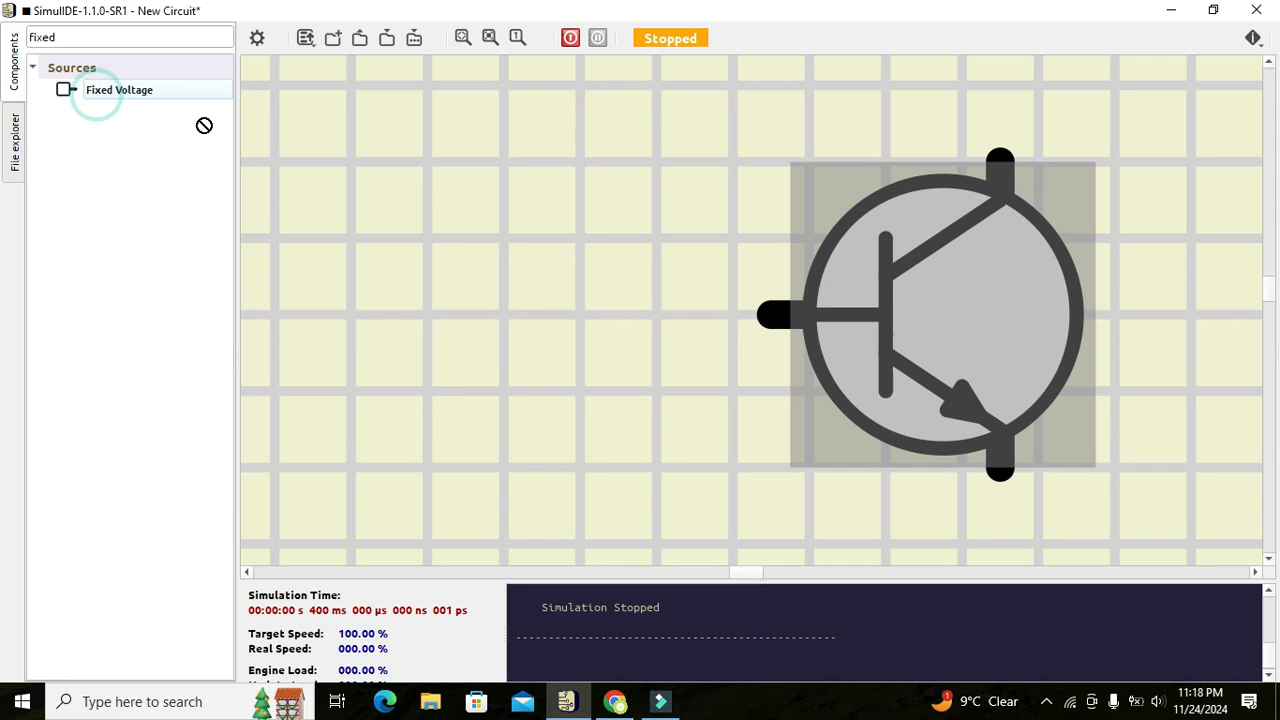 SimulIDE-1.1.0-SR1 - New Circuit*
Components
File explorer
fixed
Sources
Fixed Voltage
1
Stopped
Simulation Time:
00:00:00 s 400 ms 000 µs 000 ns 001 ps
Target Speed: 100.00 %
Real Speed: 000.00 %
Engine Load: 000.00 %
Simulation Stopped
-----------------------------------------------
Type here to search
9°C Clear
11:18 PM
11/24/2024